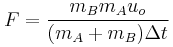 F = \frac{m_B m_A u_o}{(m_A + m_B) \Delta t}